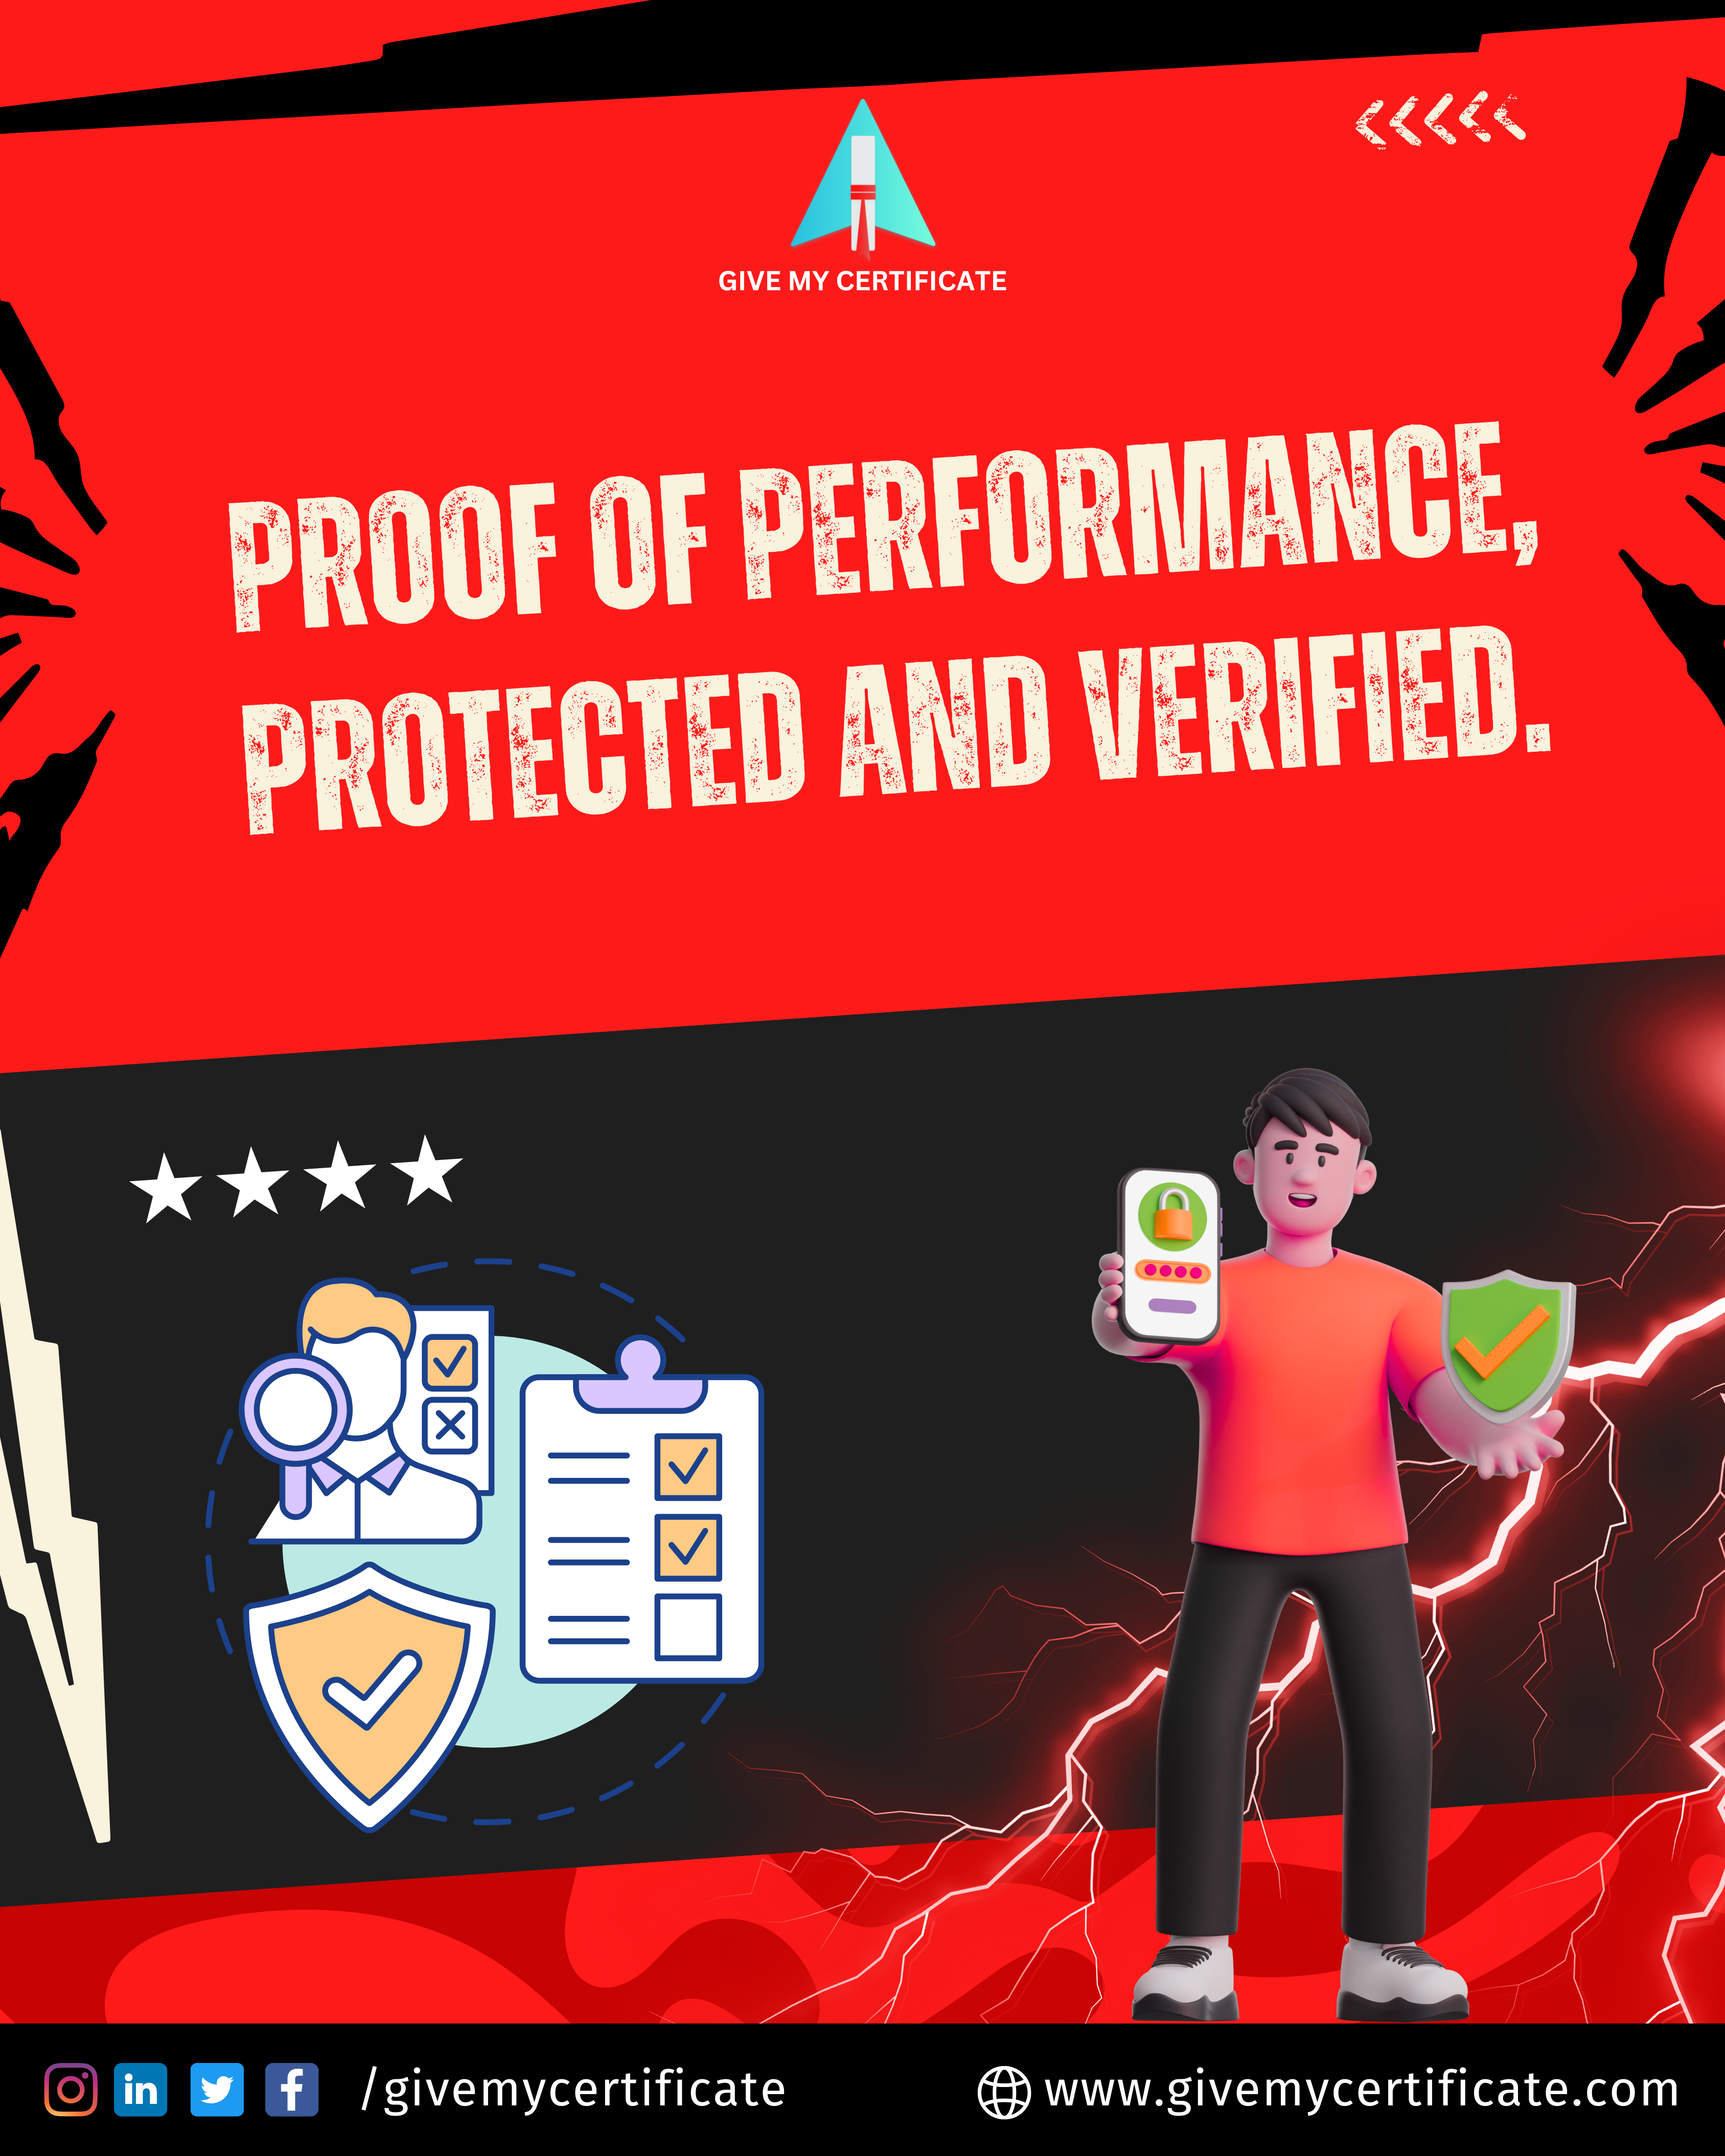 GIVE MY CERTIFICATE
PROOF OF PERFORMANCE,
PROTECTED AND VERIFIED.
/givemycertificate
www.givemycertificate.com